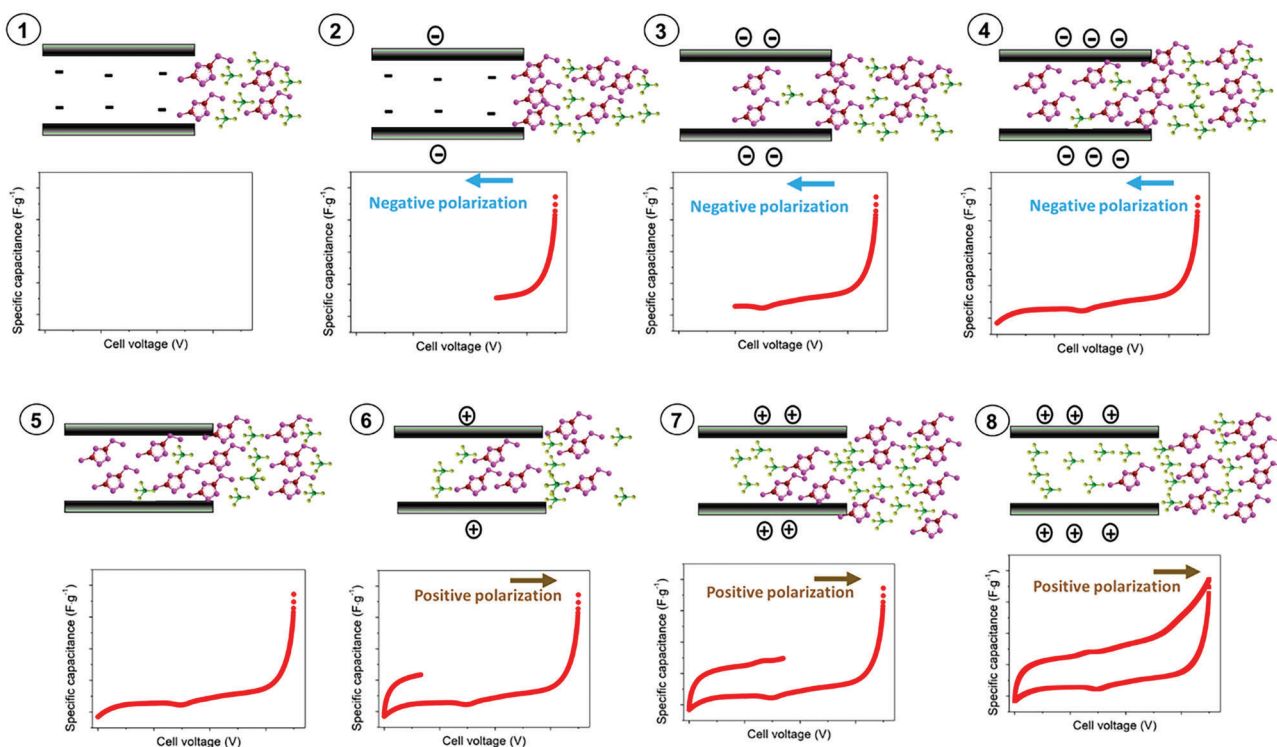 1
2
3
4
- - -
- - -
-
- - -
- - -
-
- -
- -
- - -
- - -
Specific capacitance (F·g⁻¹)
Cell voltage (V)
Negative polarization
Specific capacitance (F·g⁻¹)
Cell voltage (V)
Negative polarization
Specific capacitance (F·g⁻¹)
Cell voltage (V)
Negative polarization
Specific capacitance (F·g⁻¹)
Cell voltage (V)
5
6
7
8
+
+
+ +
+ +
+ + +
+ + +
Specific capacitance (F·g⁻¹)
Cell voltage (V)
Positive polarization
Specific capacitance (F·g⁻¹)
Cell voltage (V)
Positive polarization
Specific capacitance (F·g⁻¹)
Cell voltage (V)
Positive polarization
Specific capacitance (F·g⁻¹)
Cell voltage (V)